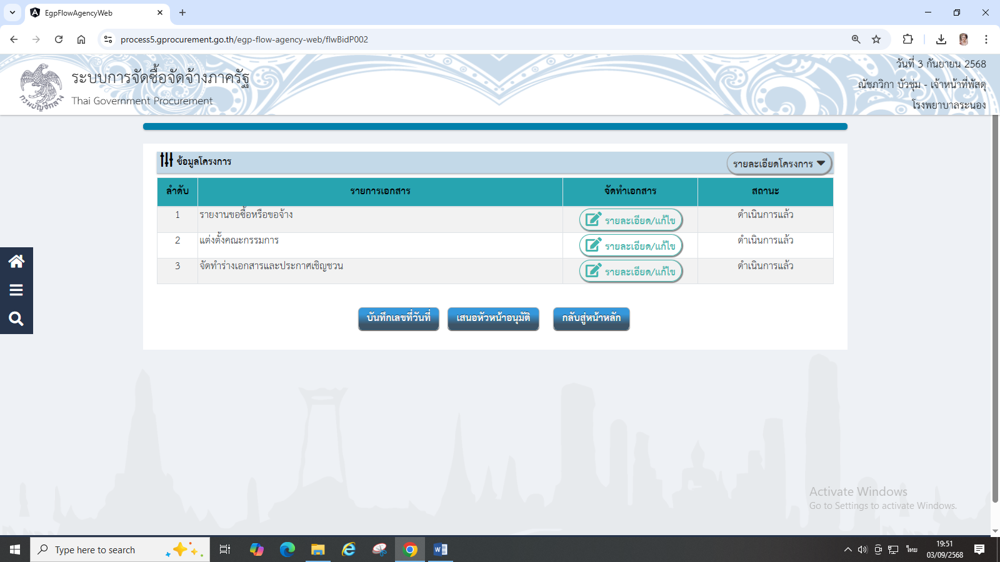 EgpFlowAgencyWeb
process5.gprocurement.go.th/egp-flow-agency-web/flwBidP002
ระบบการจัดซื้อจัดจ้างภาครัฐ
Thai Government Procurement
กรมบัญชีกลาง
วันที่ 3 กันยายน 2568
ณัชภวิกา บัวชุ่ม - เจ้าหน้าที่พัสดุ
โรงพยาบาลระนอง
ข้อมูลโครงการ
รายละเอียดโครงการ
ลำดับ รายการเอกสาร จัดทำเอกสาร สถานะ
1 รายงานขอซื้อหรือขอจ้าง รายละเอียด/แก้ไข ดำเนินการแล้ว
2 แต่งตั้งคณะกรรมการ รายละเอียด/แก้ไข ดำเนินการแล้ว
3 จัดทำร่างเอกสารและประกาศเชิญชวน รายละเอียด/แก้ไข ดำเนินการแล้ว
บันทึกเลขที่วันที่ เสนอหัวหน้าอนุมัติ กลับสู่หน้าหลัก
Activate Windows
Go to Settings to activate Windows.
Type here to search
ไทย
19:51
03/09/2568